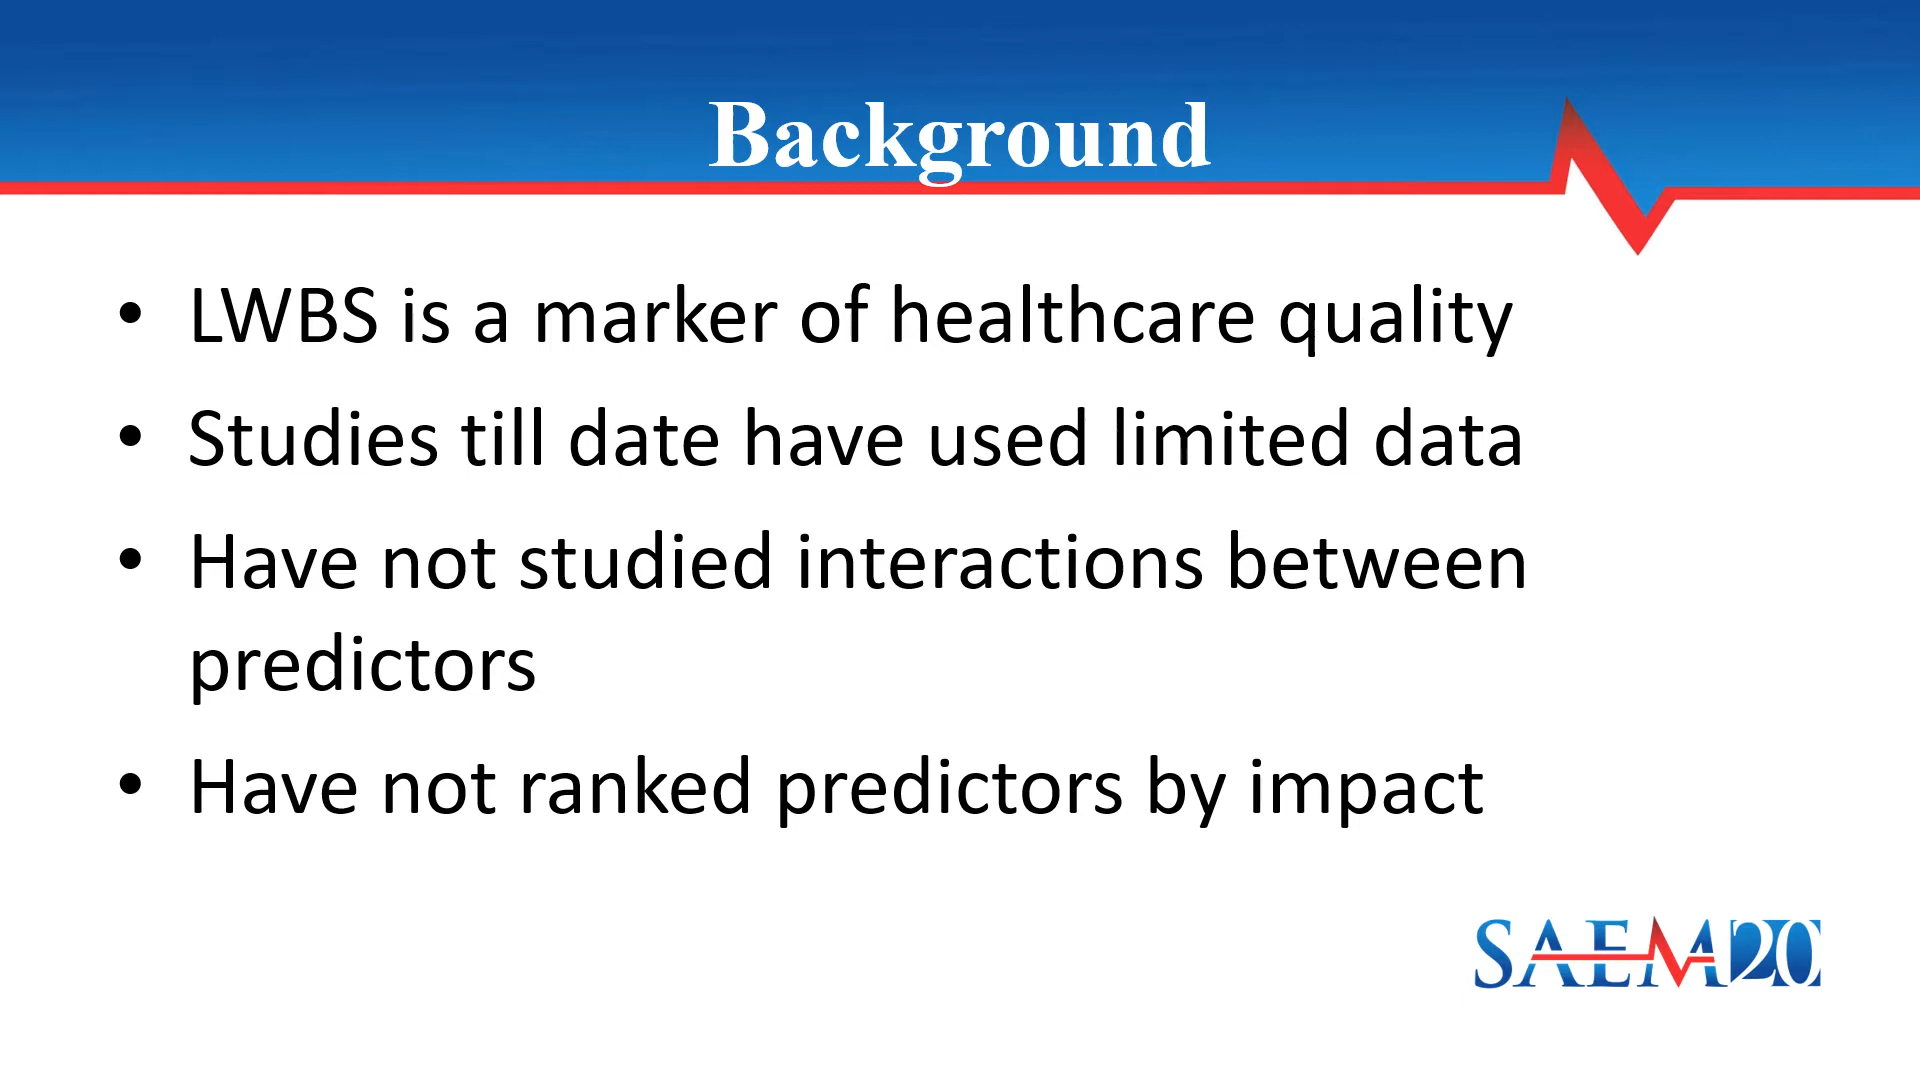 Background
• LWBS is a marker of healthcare quality
• Studies till date have used limited data
• Have not studied interactions between
predictors
• Have not ranked predictors by impact
SAEM20